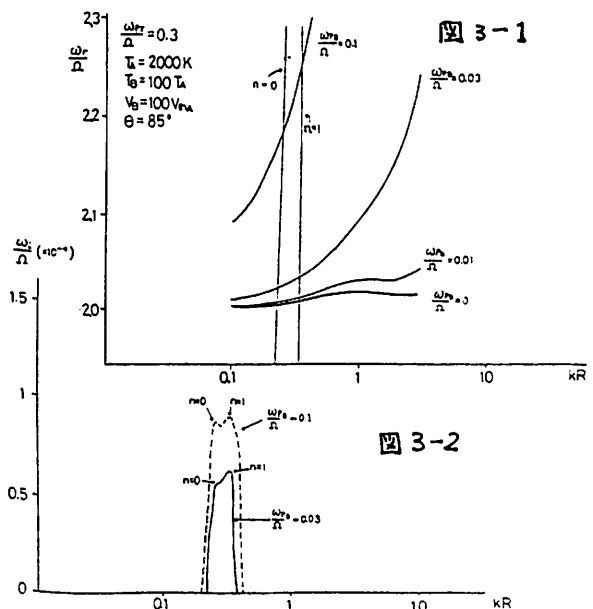 2,3
ωr/Ω
ωPT/Ω = 0.3
TA = 2000K
TB = 100 TA
VB = 100 VthA
θ = 85°
図 3-1
ωPB/Ω = 0.1
n=0
n=1
ωPB/Ω = 0.03
2,2
2,1
2,0
ωPB/Ω = 0.01
ωPB/Ω = 0
0.1
1
10
kR
ωi/Ω
1.5
1
0.5
0
n=0
n=1
ωPB/Ω = 0.1
n=0
n=1
ωPB/Ω = 0.03
図 3-2
0.1
1
1.0
kR